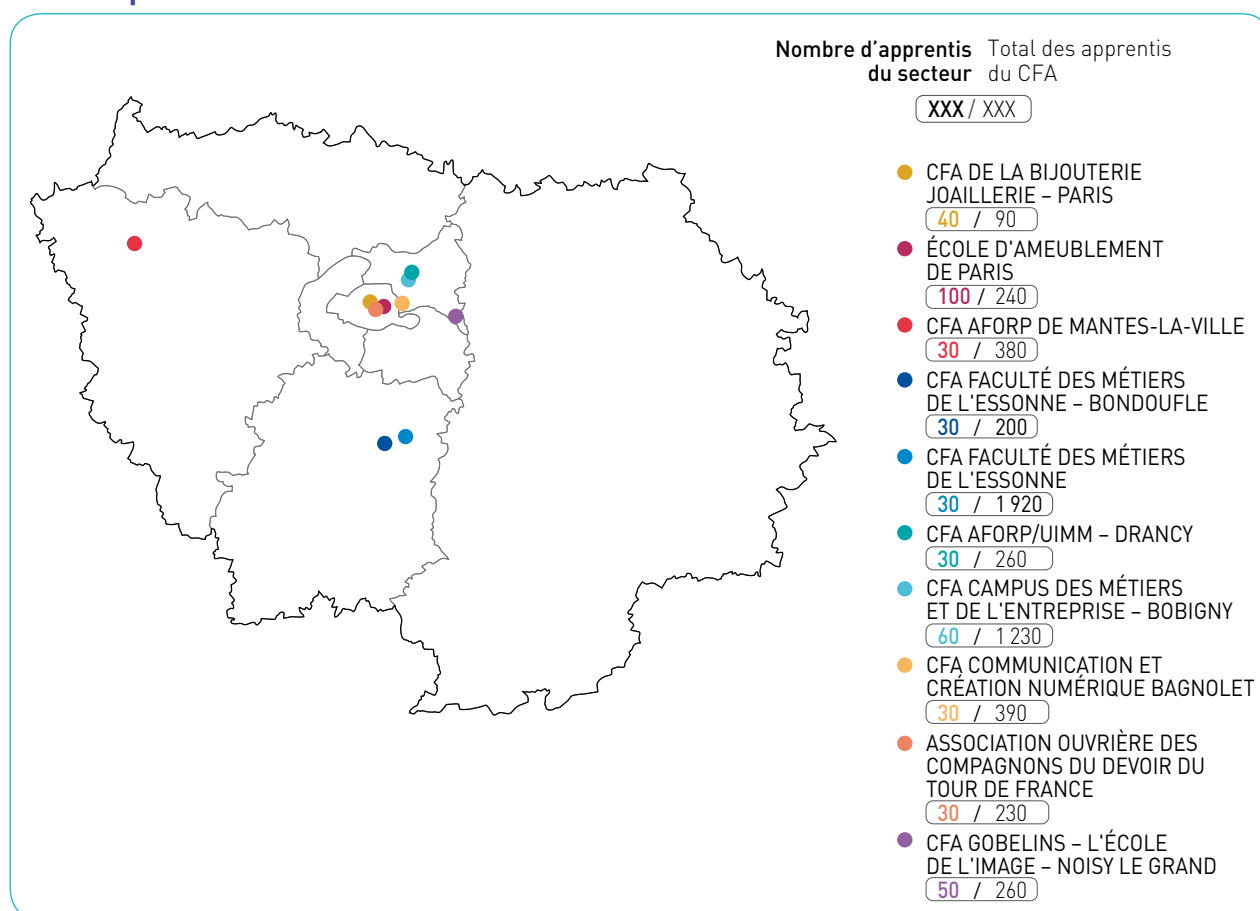 Nombre d'apprentis
du secteur
Total des apprentis
du CFA
XXX / XXX
CFA DE LA BIJOUTERIE
JOAILLERIE – PARIS
40 / 90
ÉCOLE D'AMEUBLEMENT
DE PARIS
100 / 240
CFA AFORP DE MANTES-LA-VILLE
30 / 380
CFA FACULTÉ DES MÉTIERS
DE L'ESSONNE – BONDOUFLE
30 / 200
CFA FACULTÉ DES MÉTIERS
DE L'ESSONNE
30 / 1 920
CFA AFORP/UIMM – DRANCY
30 / 260
CFA CAMPUS DES MÉTIERS
ET DE L'ENTREPRISE – BOBIGNY
60 / 1 230
CFA COMMUNICATION ET
CRÉATION NUMÉRIQUE BAGNOLET
30 / 390
ASSOCIATION OUVRIÈRE DES
COMPAGNONS DU DEVOIR DU
TOUR DE FRANCE
30 / 230
CFA GOBELINS – L'ÉCOLE
DE L'IMAGE – NOISY LE GRAND
50 / 260